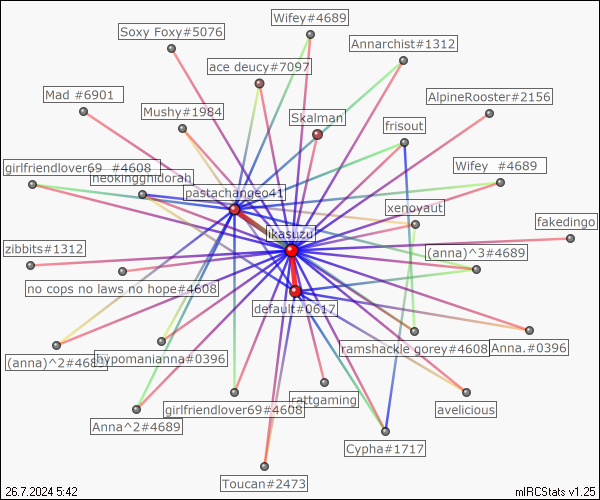 Wifey#4689
Soxy Foxy#5076
Annarchist#1312
ace deucy#7097
Mad #6901
AlpineRooster#2156
Mushy#1984
Skalman
frisout
girlfriendlover69 #4608
Wifey #4689
neokingghidorah
pastachangeo41
xenoyaut
fakedingo
ikasuzu
zibbits#1312
(anna)^3#4689
no cops no laws no hope#4608
default#0617
(anna)^2#4689
hypomanianna#0396
ramshackle gorey#4608
Anna.#0396
rattgaming
girlfriendlover69#4608
avelicious
Anna^2#4689
Cypha#1717
Toucan#2473
26.7.2024 5:42
mIRCStats v1.25